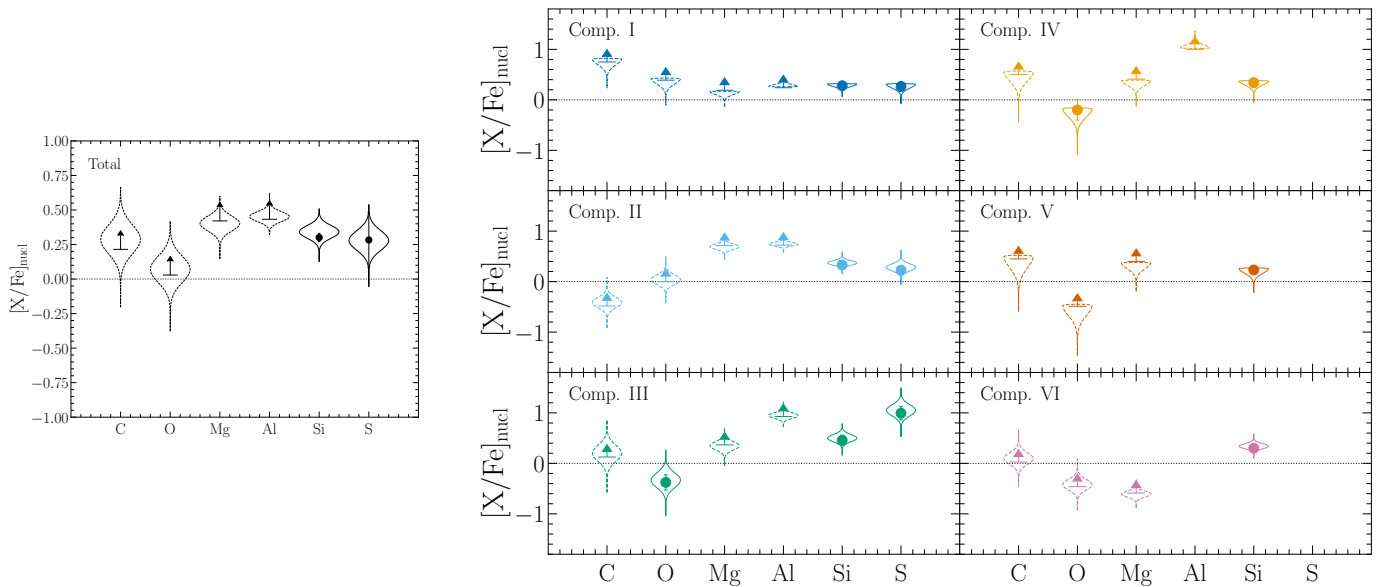 Total
[X/Fe]nucl
1.00
0.75
0.50
0.25
0.00
−0.25
−0.50
−0.75
−1.00
C O Mg Al Si S
Comp. I
[X/Fe]nucl
1
0
−1
Comp. IV
Comp. II
[X/Fe]nucl
1
0
−1
Comp. V
Comp. III
[X/Fe]nucl
1
0
−1
Comp. VI
C O Mg Al Si S
C O Mg Al Si S